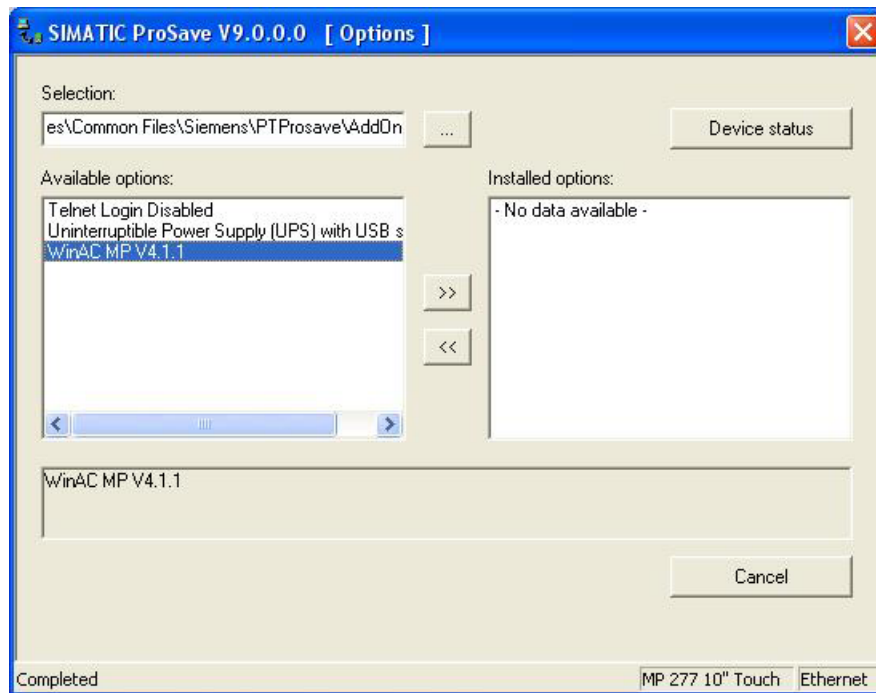 SIMATIC ProSave V9.0.0.0 [ Options ]
Selection:
es\Common Files\Siemens\PTProsave\AddOn
...
Device status
Available options:
Installed options:
Telnet Login Disabled
Uninterruptible Power Supply (UPS) with USB s
WinAC MP V4.1.1
- No data available -
>>
<<
WinAC MP V4.1.1
Cancel
Completed
MP 277 10" Touch
Ethernet